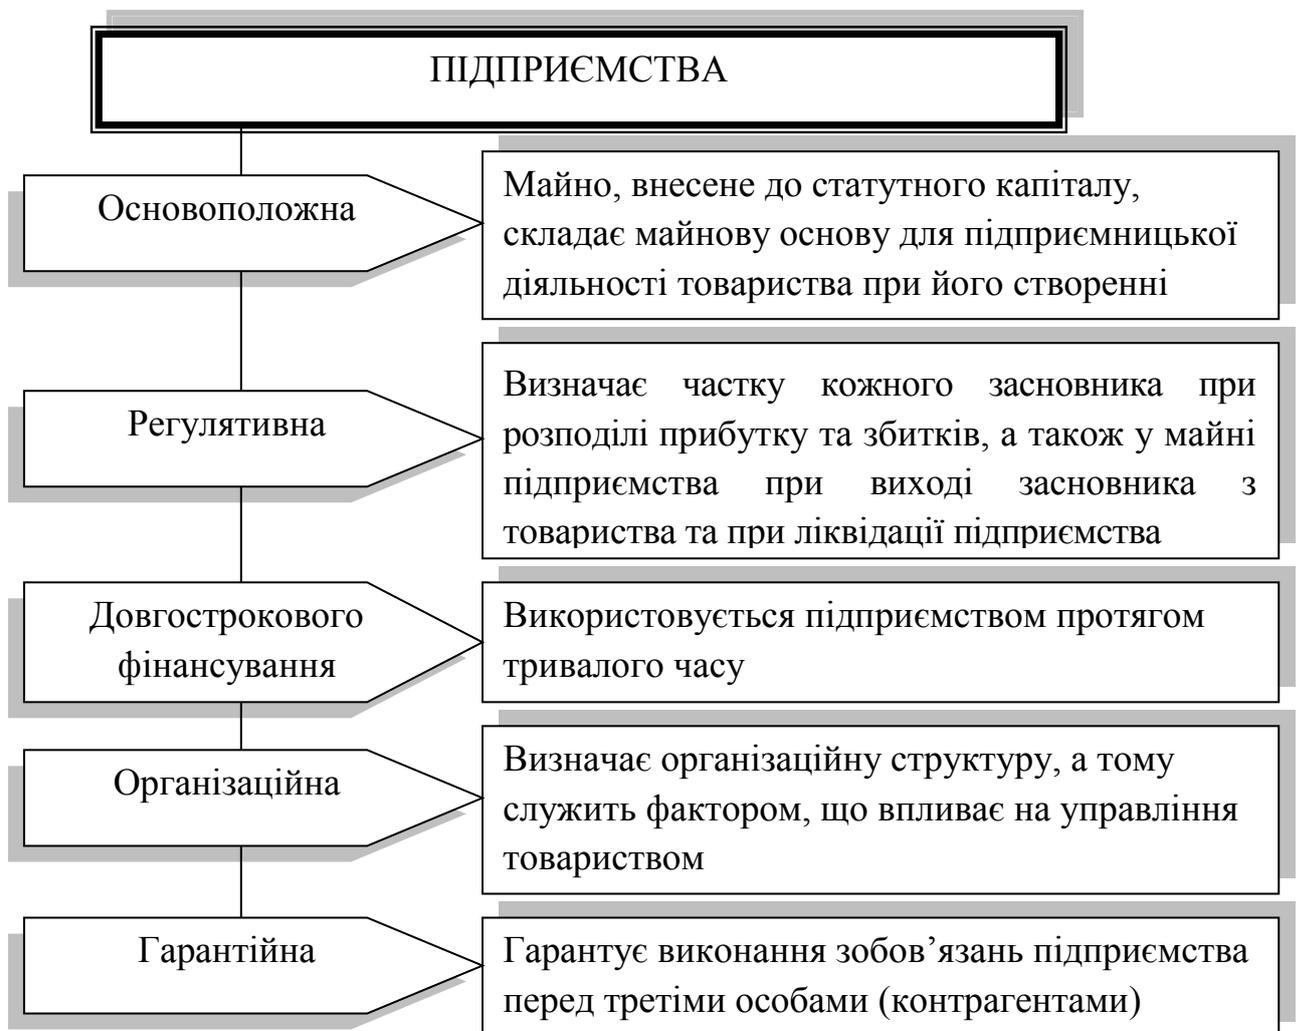 ПІДПРИЄМСТВА
Основоположна
Майно, внесене до статутного капіталу,
складає майнову основу для підприємницької
діяльності товариства при його створенні
Регулятивна
Визначає частку кожного засновника при
розподілі прибутку та збитків, а також у майні
підприємства при виході засновника з
товариства та при ліквідації підприємства
Довгострокового
фінансування
Використовується підприємством протягом
тривалого часу
Організаційна
Визначає організаційну структуру, а тому
служить фактором, що впливає на управління
товариством
Гарантійна
Гарантує виконання зобов’язань підприємства
перед третіми особами (контрагентами)